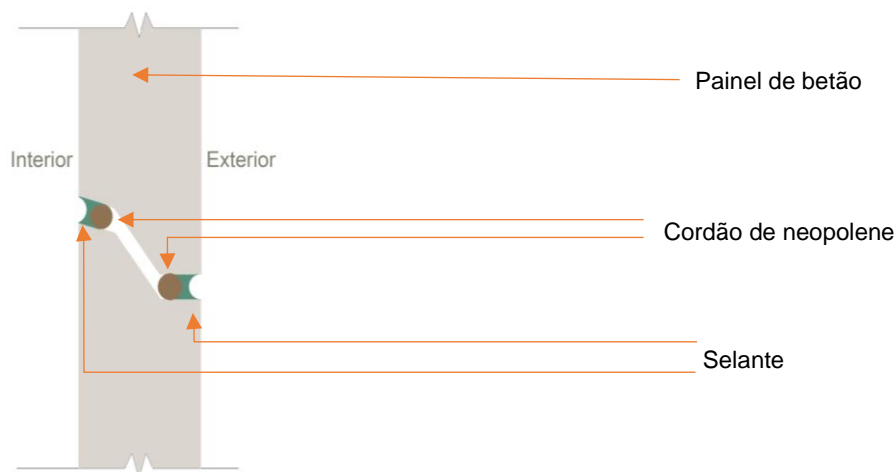 Painel de betão
Interior
Exterior
Cordão de neopolene
Selante